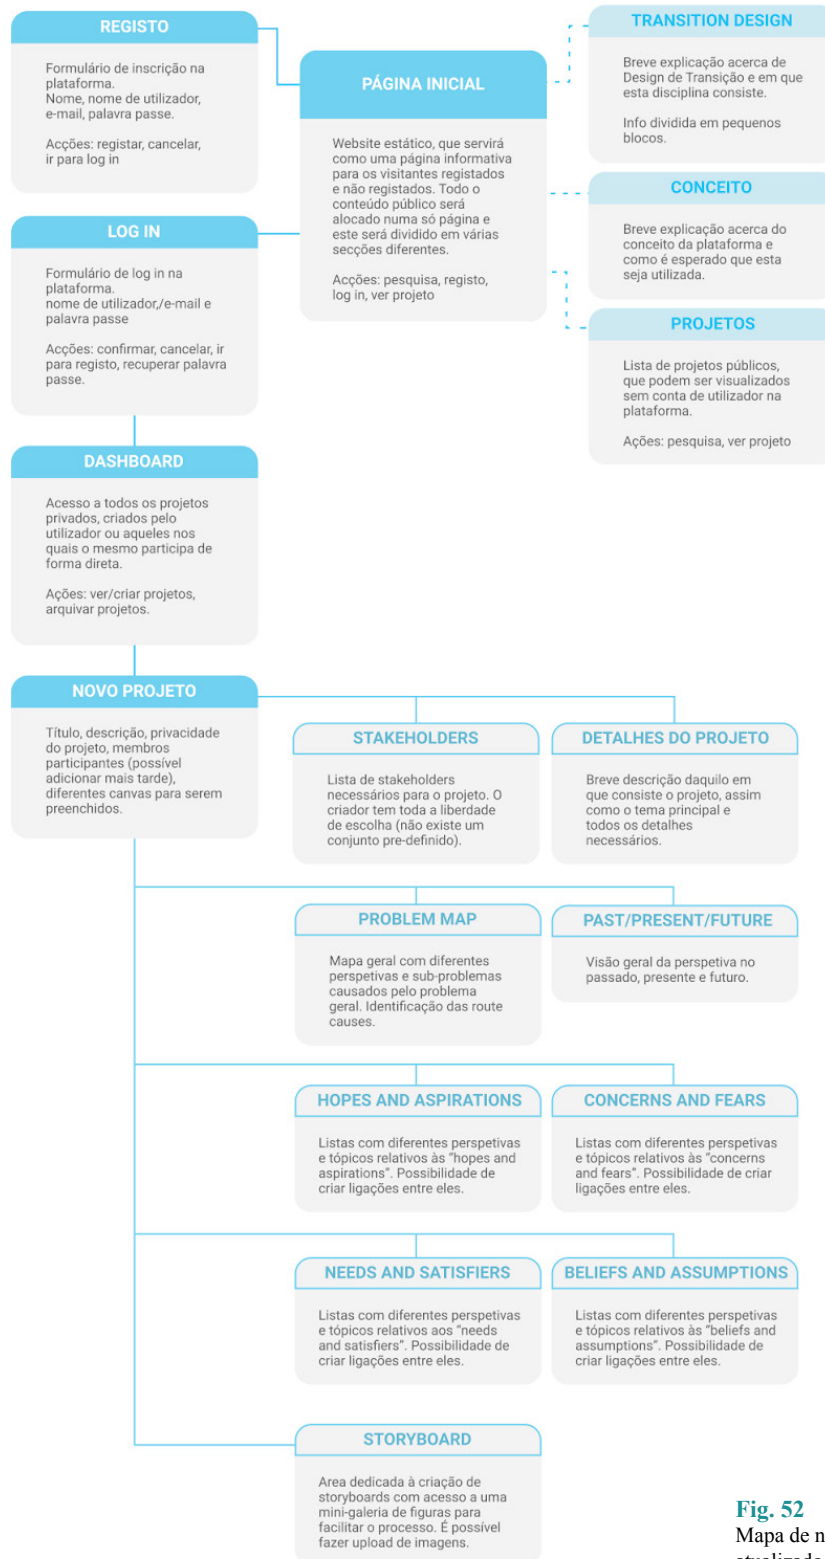 REGISTO
Formulário de inscrição na
plataforma.
Nome, nome de utilizador,
e-mail, palavra passe.
Acções: registar, cancelar,
ir para log in
PÁGINA INICIAL
Website estático, que servirá
como uma página informativa
para os visitantes registados
e não registados. Todo o
conteúdo público será
alocado numa só página e
este será dividido em várias
secções diferentes.
Acções: pesquisa, registo,
log in, ver projeto
TRANSITION DESIGN
Breve explicação acerca de
Design de Transição e em que
esta disciplina consiste.
Info dividida em pequenos
blocos.
CONCEITO
Breve explicação acerca do
conceito da plataforma e
como é esperado que esta
seja utilizada.
PROJETOS
Lista de projetos públicos,
que podem ser visualizados
sem conta de utilizador na
plataforma.
Ações: pesquisa, ver projeto
LOG IN
Formulário de log in na
plataforma.
nome de utilizador,/e-mail e
palavra passe
Acções: confirmar, cancelar, ir
para registo, recuperar palavra
passe.
DASHBOARD
Acesso a todos os projetos
privados, criados pelo
utilizador ou aqueles nos
quais o mesmo participa de
forma direta.
Ações: ver/criar projetos,
arquivar projetos.
NOVO PROJETO
Título, descrição, privacidade
do projeto, membros
participantes (possível
adicionar mais tarde),
diferentes canvas para serem
preenchidos.
STAKEHOLDERS
Lista de stakeholders
necessários para o projeto. O
criador tem toda a liberdade
de escolha (não existe um
conjunto pre-definido).
DETALHES DO PROJETO
Breve descrição daquilo em
que consiste o projeto, assim
como o tema principal e
todos os detalhes
necessários.
PROBLEM MAP
Mapa geral com diferentes
perspetivas e sub-problemas
causados pelo problema
geral. Identificação das route
causes.
PAST/PRESENT/FUTURE
Visão geral da perspetiva no
passado, presente e futuro.
HOPES AND ASPIRATIONS
Listas com diferentes perspetivas
e tópicos relativos às "hopes and
aspirations". Possibilidade de
criar ligações entre eles.
CONCERNS AND FEARS
Listas com diferentes perspetivas
e tópicos relativos às "concerns
and fears". Possibilidade de criar
ligações entre eles.
NEEDS AND SATISFIERS
Listas com diferentes perspetivas
e tópicos relativos aos "needs
and satisfiers". Possibilidade de
criar ligações entre eles.
BELIEFS AND ASSUMPTIONS
Listas com diferentes perspetivas
e tópicos relativos às "beliefs and
assumptions". Possibilidade de
criar ligações entre eles.
STORYBOARD
Area dedicada à criação de
storyboards com acesso a uma
mini-galeria de figuras para
facilitar o processo. É possível
fazer upload de imagens.
Fig. 52
Mapa de n